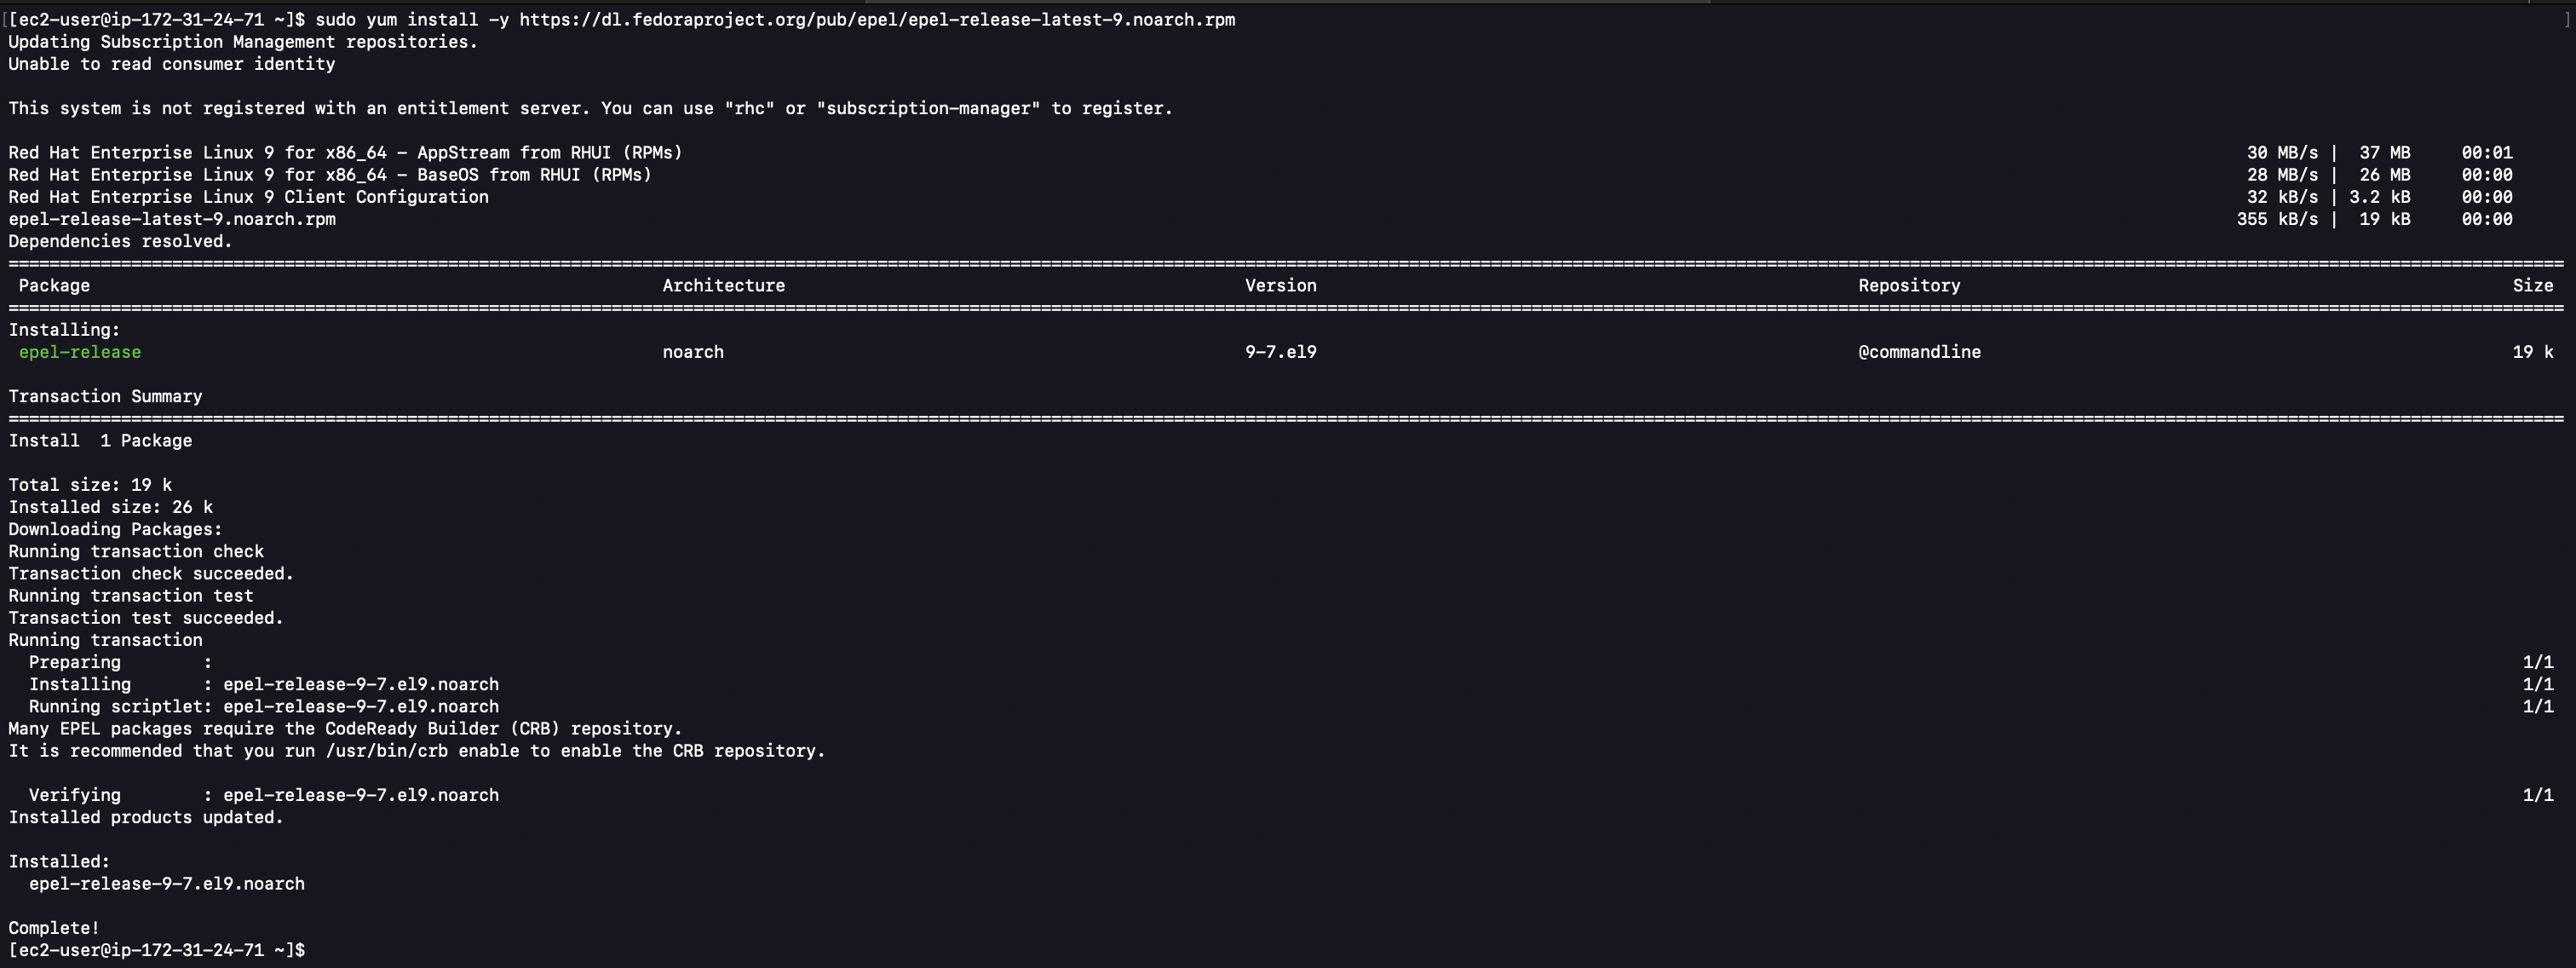 [[ec2-user@ip-172-31-24-71 ~]$ sudo yum install -y https://dl.fedoraproject.org/pub/epel/epel-release-latest-9.noarch.rpm ]
Updating Subscription Management repositories.
Unable to read consumer identity
This system is not registered with an entitlement server. You can use "rhc" or "subscription-manager" to register.
Red Hat Enterprise Linux 9 for x86_64 - AppStream from RHUI (RPMs) 30 MB/s | 37 MB 00:01
Red Hat Enterprise Linux 9 for x86_64 - BaseOS from RHUI (RPMs) 28 MB/s | 26 MB 00:00
Red Hat Enterprise Linux 9 Client Configuration 32 kB/s | 3.2 kB 00:00
epel-release-latest-9.noarch.rpm 355 kB/s | 19 kB 00:00
Dependencies resolved.
Package Architecture Version Repository Size
Installing:
epel-release noarch 9-7.el9 @commandline 19 k
Transaction Summary
Install 1 Package
Total size: 19 k
Installed size: 26 k
Downloading Packages:
Running transaction check
Transaction check succeeded.
Running transaction test
Transaction test succeeded.
Running transaction
Preparing : 1/1
Installing : epel-release-9-7.el9.noarch 1/1
Running scriptlet: epel-release-9-7.el9.noarch 1/1
Many EPEL packages require the CodeReady Builder (CRB) repository.
It is recommended that you run /usr/bin/crb enable to enable the CRB repository.
Verifying : epel-release-9-7.el9.noarch 1/1
Installed products updated.
Installed:
epel-release-9-7.el9.noarch
Complete!
[ec2-user@ip-172-31-24-71 ~]$